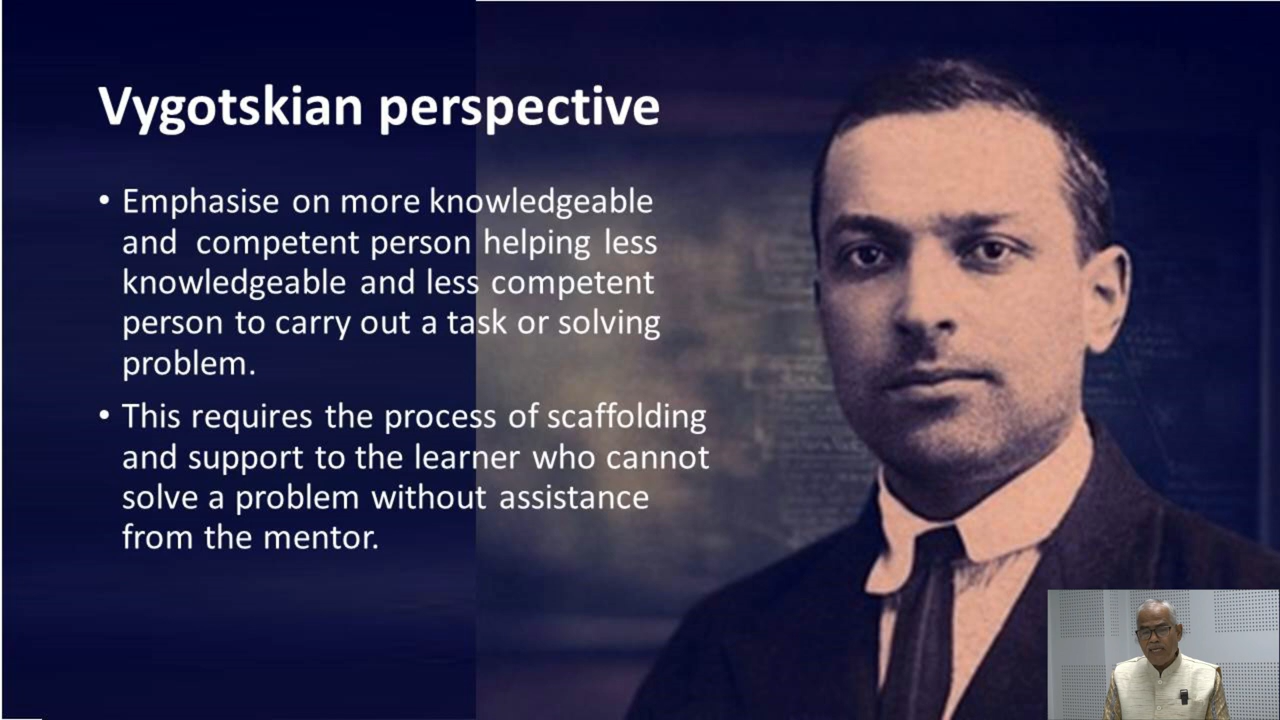 Vygotskian perspective
• Emphasise on more knowledgeable
and competent person helping less
knowledgeable and less competent
person to carry out a task or solving
problem.
• This requires the process of scaffolding
and support to the learner who cannot
solve a problem without assistance
from the mentor.